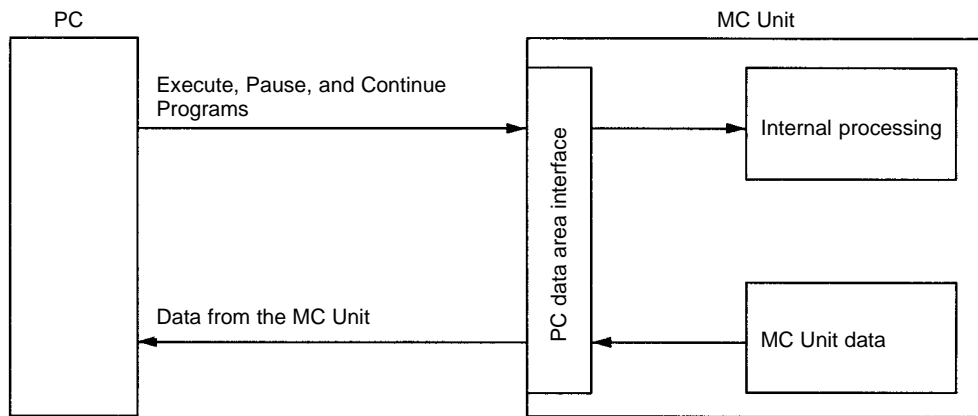 PC
MC Unit
Execute, Pause, and Continue
Programs
Internal processing
PC data area interface
Data from the MC Unit
MC Unit data